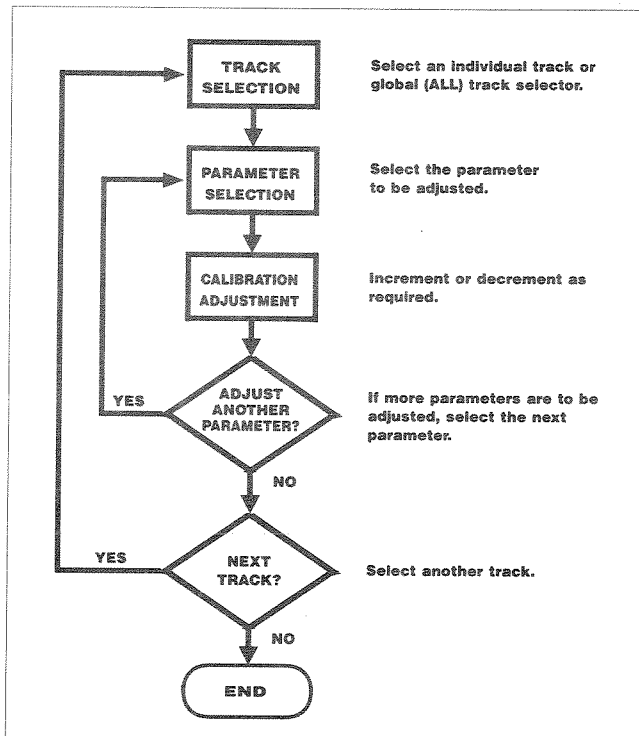 TRACK
SELECTION
Select an individual track or
global (ALL) track selector.
PARAMETER
SELECTION
Select the parameter
to be adjusted.
CALIBRATION
ADJUSTMENT
Increment or decrement as
required.
YES
ADJUST
ANOTHER
PARAMETER?
If more parameters are to be
adjusted, select the next
parameter.
NO
YES
NEXT
TRACK?
Select another track.
NO
END